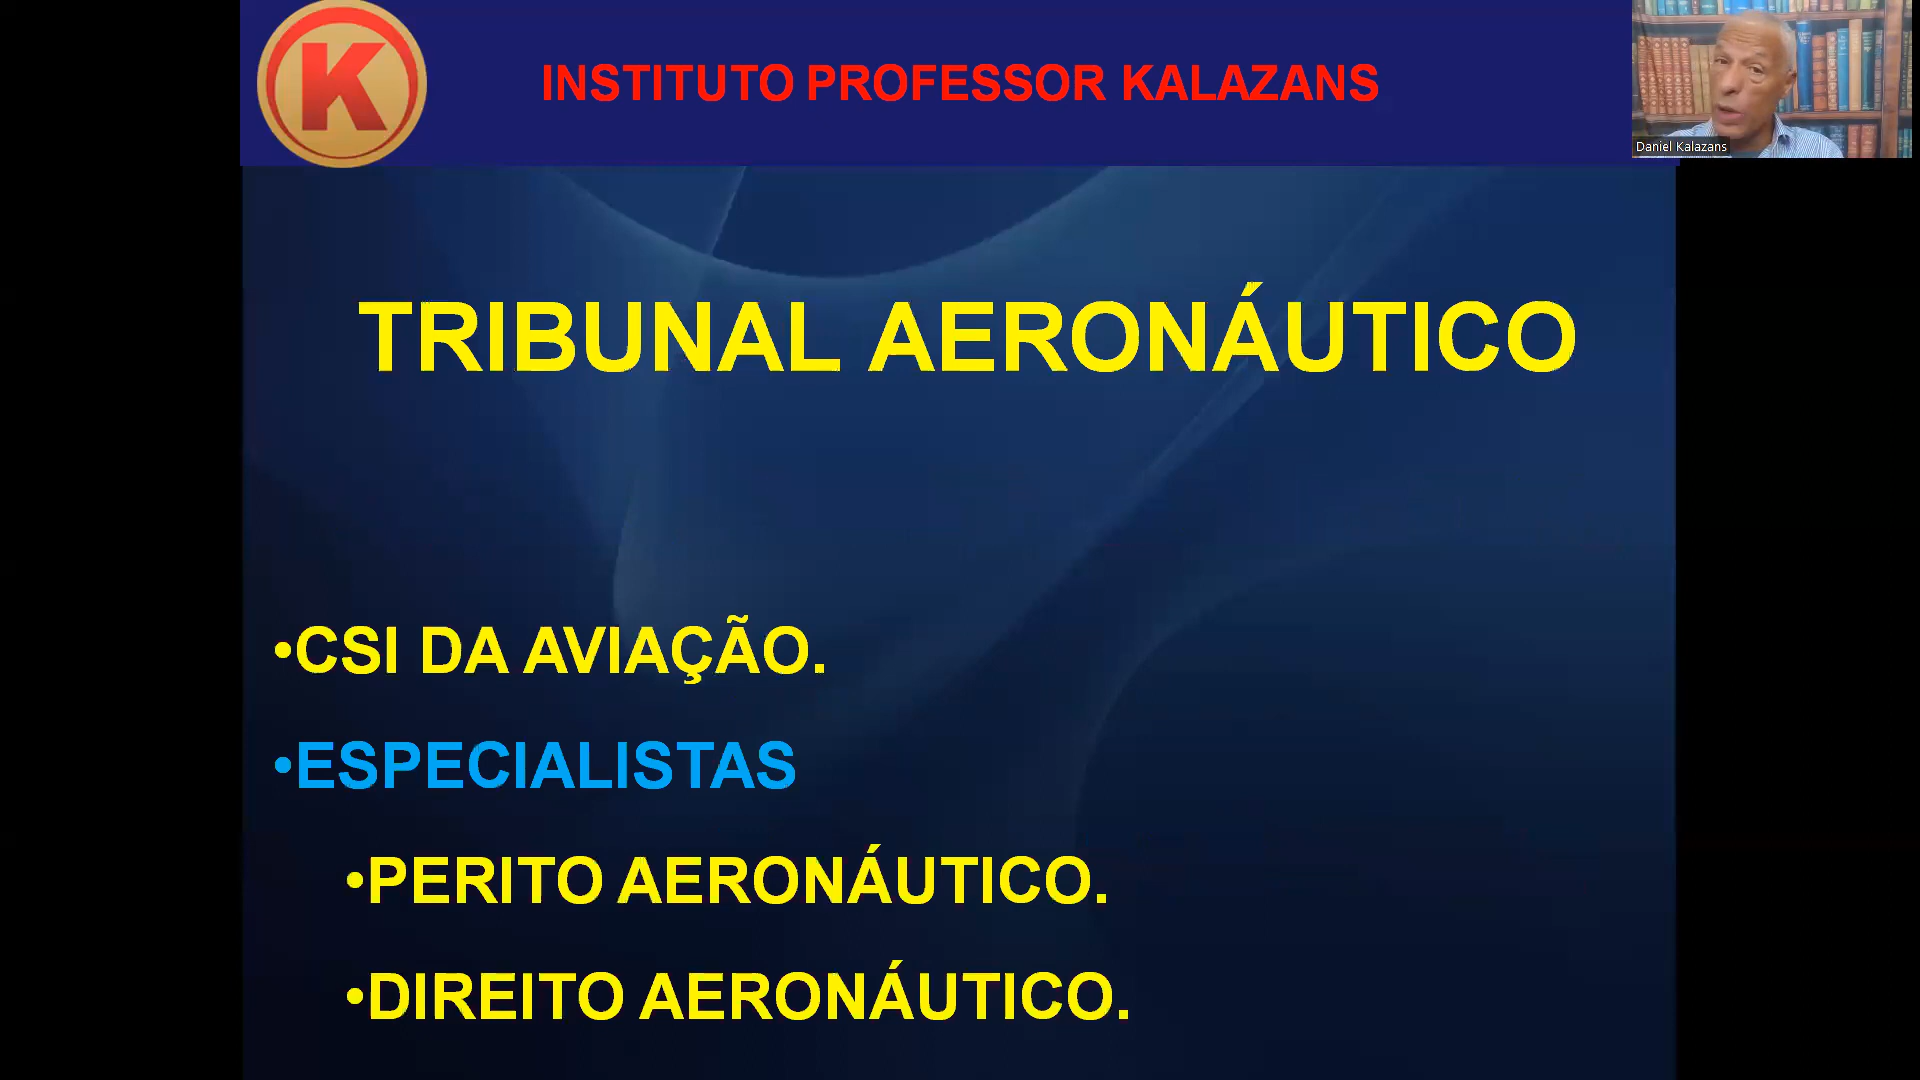 K
INSTITUTO PROFESSOR KALAZANS
Daniel Kalazans
TRIBUNAL AERONÁUTICO
•CSI DA AVIAÇÃO.
•ESPECIALISTAS
•PERITO AERONÁUTICO.
•DIREITO AERONÁUTICO.